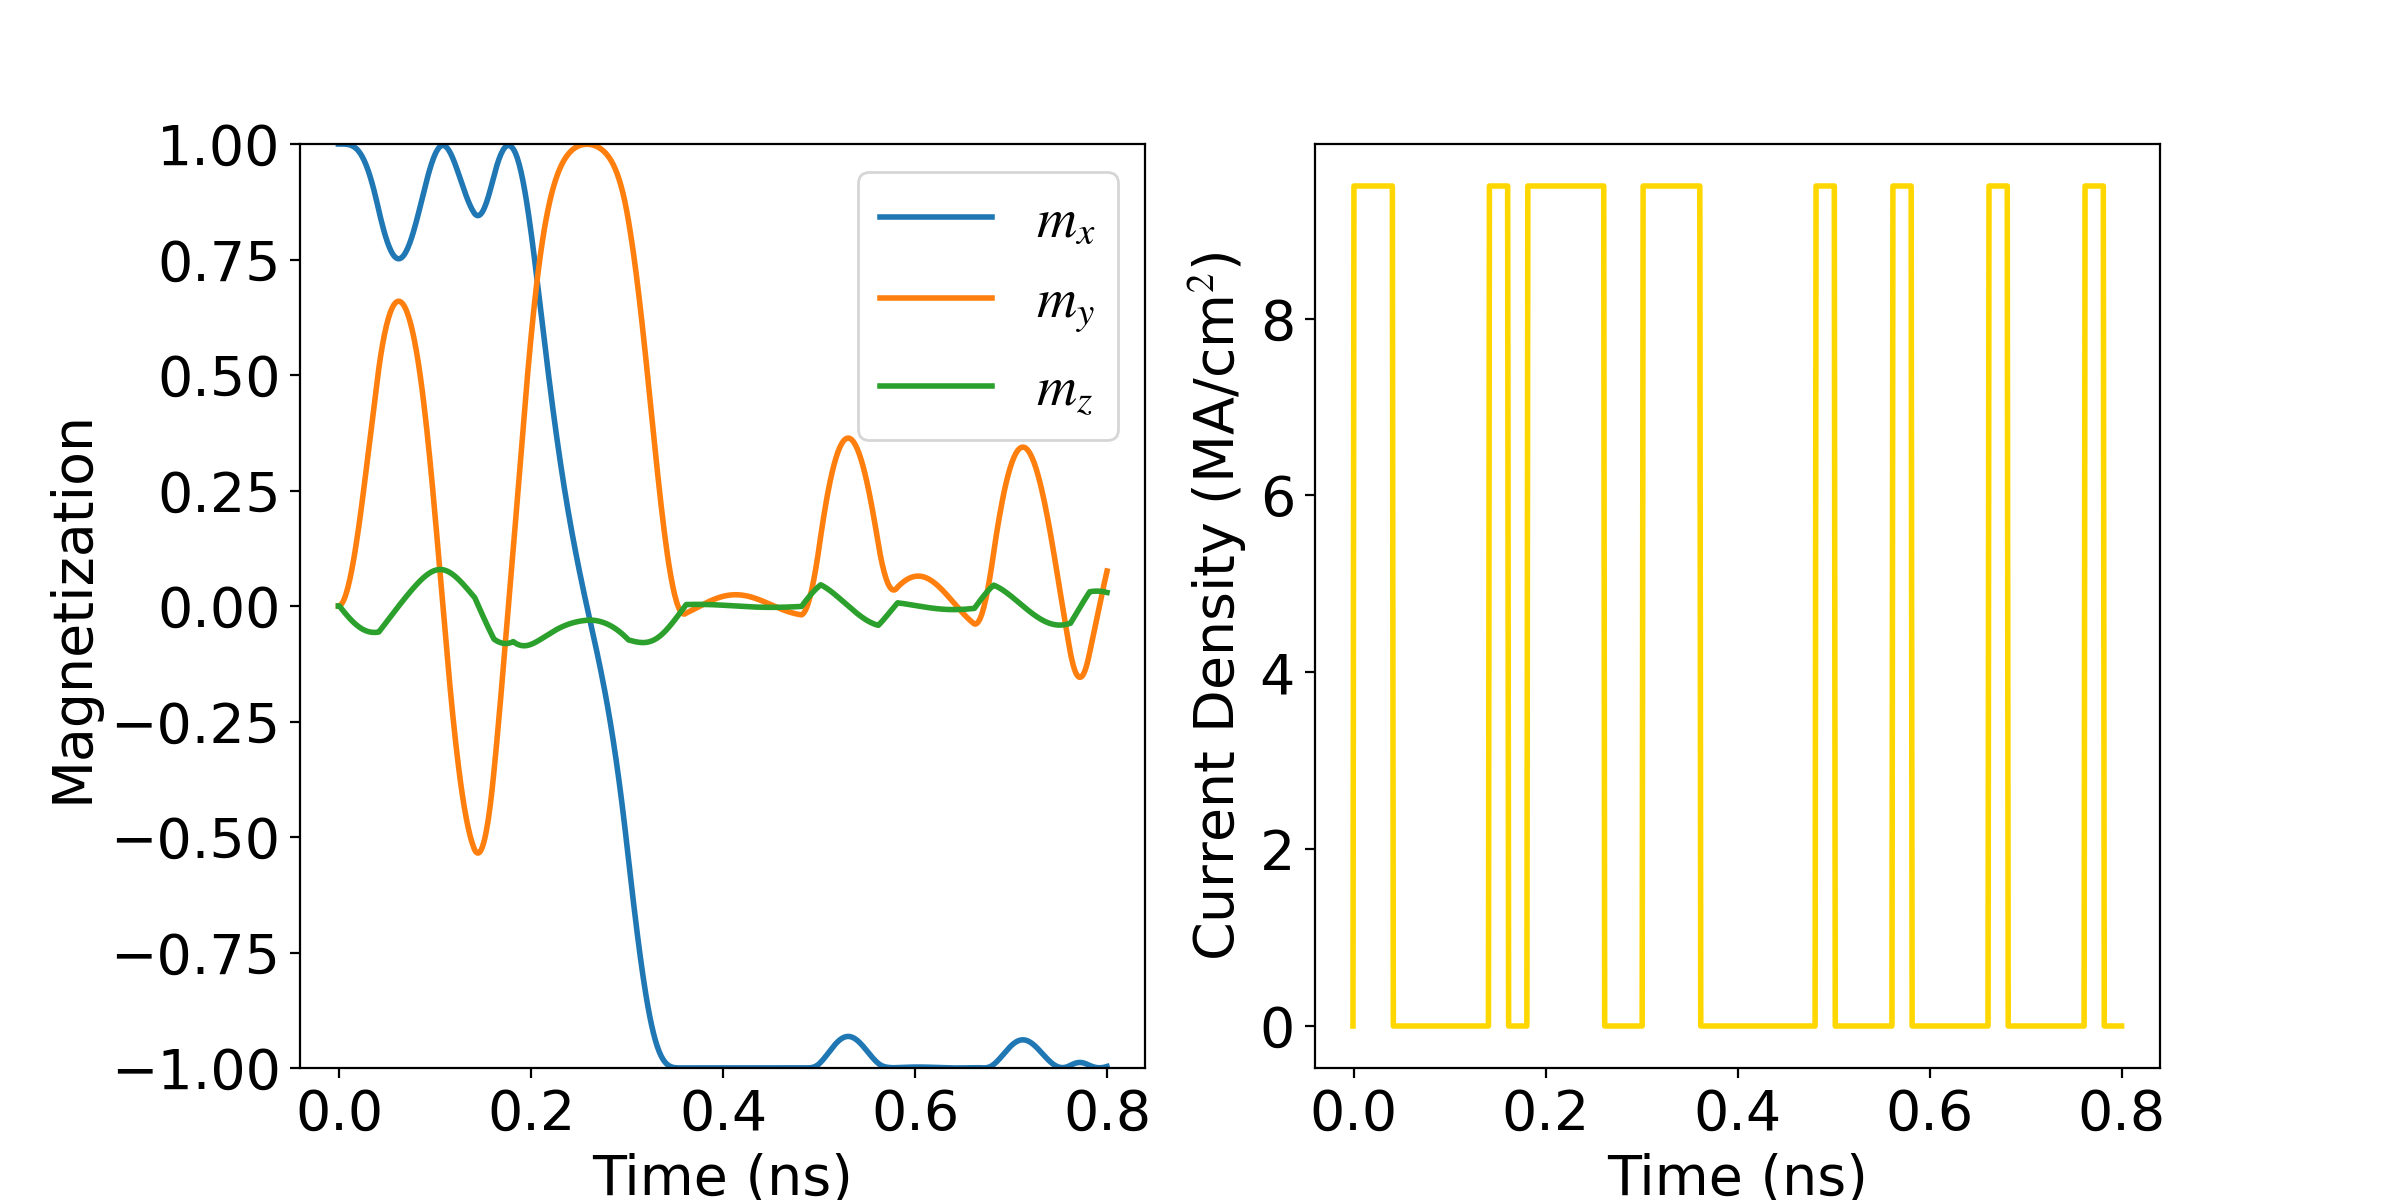 1.00
0.75
0.50
0.25
0.00
−0.25
−0.50
−0.75
−1.00
Magnetization
0.0 0.2 0.4 0.6 0.8
Time (ns)
m_x
m_y
m_z
8
6
4
2
0
Current Density (MA/cm²)
0.0 0.2 0.4 0.6 0.8
Time (ns)